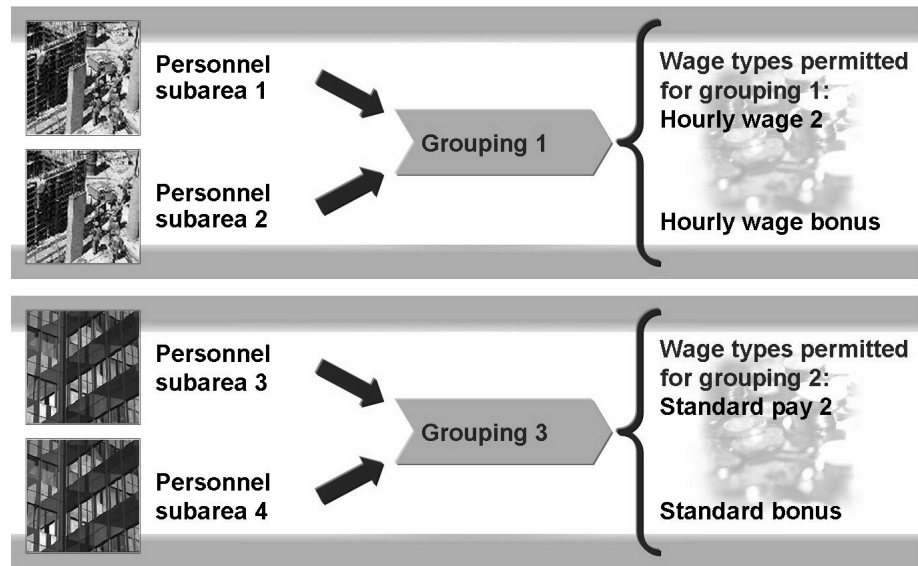 Personnel
subarea 1
Personnel
subarea 2
Grouping 1
Wage types permitted
for grouping 1:
Hourly wage 2
Hourly wage bonus
Personnel
subarea 3
Personnel
subarea 4
Grouping 3
Wage types permitted
for grouping 2:
Standard pay 2
Standard bonus